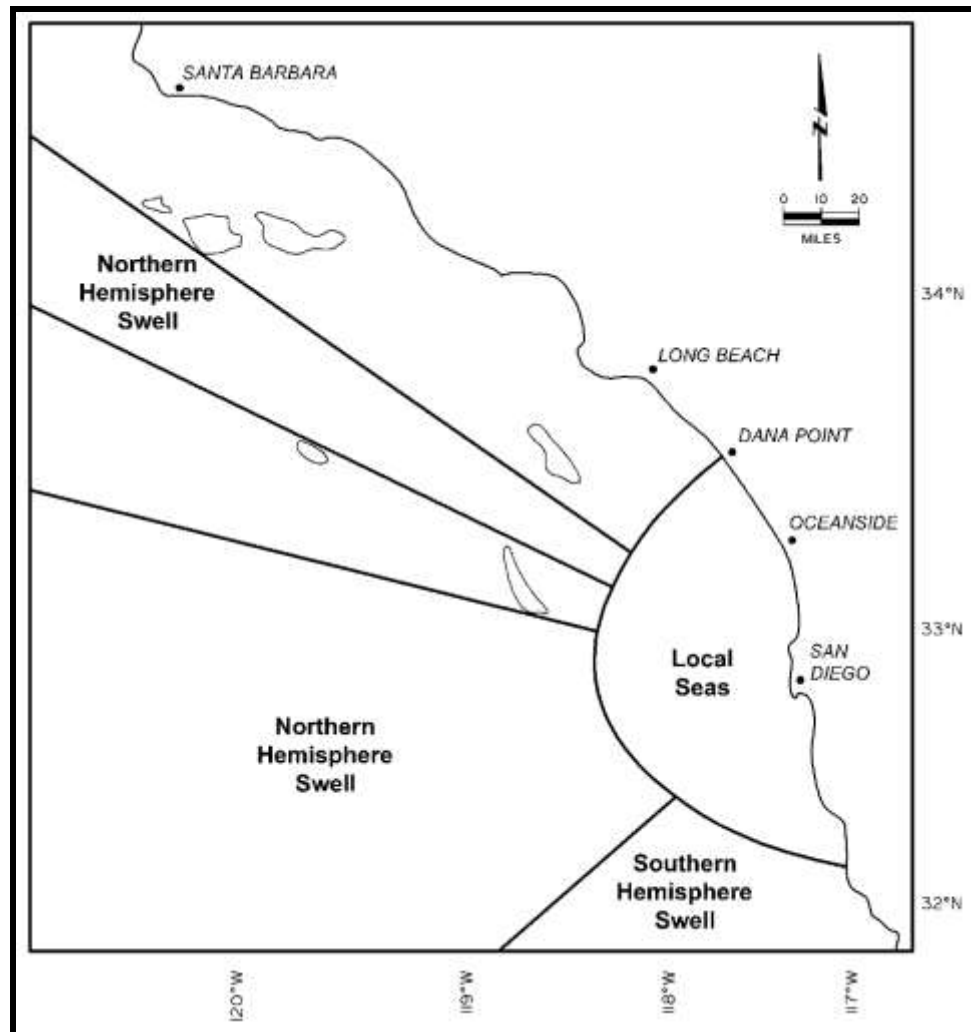 SANTA BARBARA
N
0 10 20
MILES
Northern
Hemisphere
Swell
34°N
LONG BEACH
DANA POINT
OCEANSIDE
33°N
Local
Seas
SAN
DIEGO
Northern
Hemisphere
Swell
Southern
Hemisphere
Swell
32°N
120°W
119°W
118°W
117°W